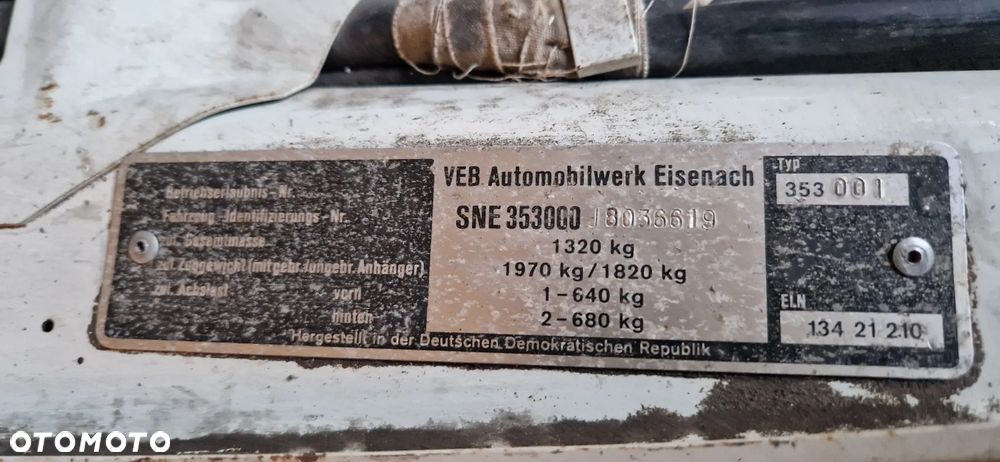 Betriebserlaubnis-Nr.
Fahrzeug-Identifizierungs-Nr.
zul. Gesamtmasse
zul. Zuggewicht (mit gebr./ungebr. Anhänger)
zul. Achslast vorn
hinten
Hergestellt in der Deutschen Demokratischen Republik
VEB Automobilwerk Eisenach
SNE 353000 J8036619
1320 kg
1970 kg/1820 kg
1-640 kg
2-680 kg
Typ
353 001
ELN
134 21 210
OTOMOTO